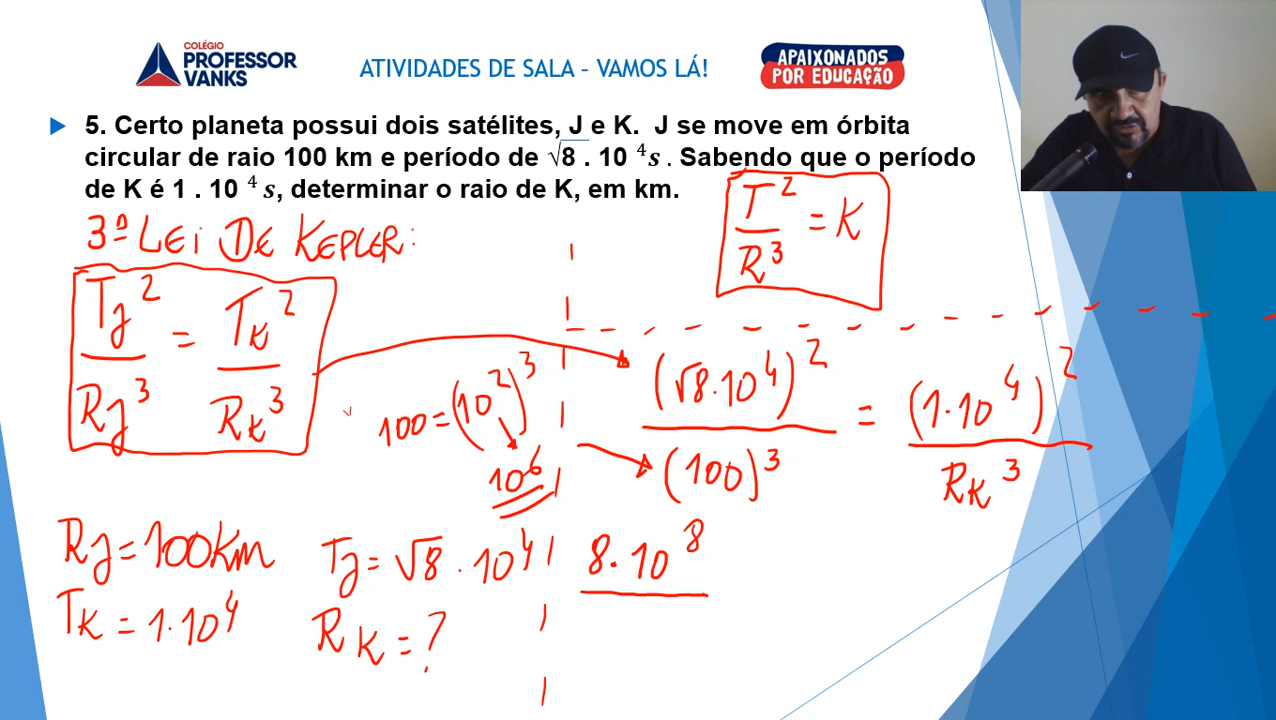 COLÉGIO
PROFESSOR
VANKS
ATIVIDADES DE SALA – VAMOS LÁ!
APAIXONADOS
POR EDUCAÇÃO
5. Certo planeta possui dois satélites, J e K. J se move em órbita
circular de raio 100 km e período de √8 . 10 ⁴s . Sabendo que o período
de K é 1 . 10 ⁴ s, determinar o raio de K, em km.
3ª LEI DE KEPLER:
T²/R³ = K
TJ²/RJ³ = TK²/RK³
100 = (10²)³
10⁶
(√8·10⁴)²/(100)³ = (1·10⁴)²/RK³
RJ = 100Km
TJ = √8 . 10⁴
8·10⁸
TK = 1·10⁴
RK = ?